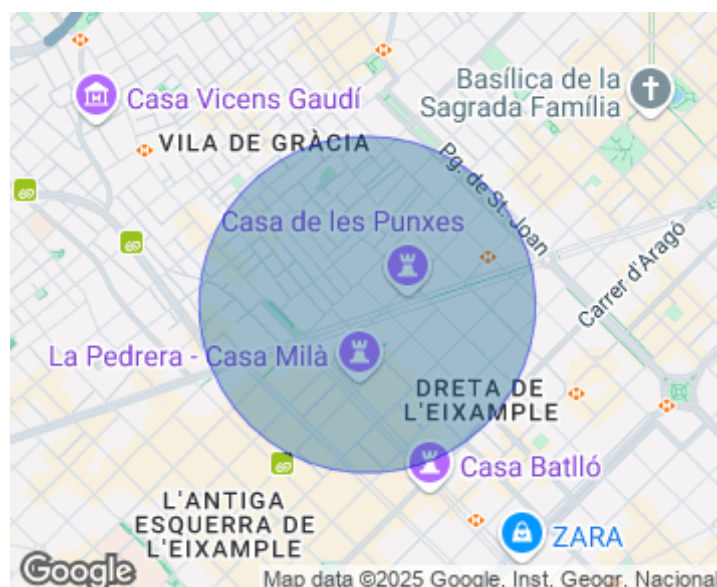 Casa Vicens Gaudí
Basílica de la
Sagrada Família
VILA DE GRÀCIA
Pg. de St. Joan
Casa de les Punxes
Carrer d'Aragó
La Pedrera - Casa Milà
DRETA DE
L'EIXAMPLE
Casa Batlló
L'ANTIGA
ESQUERRA DE
L'EIXAMPLE
ZARA
Google
Map data ©2025 Google, Inst. Geogr. Nacional